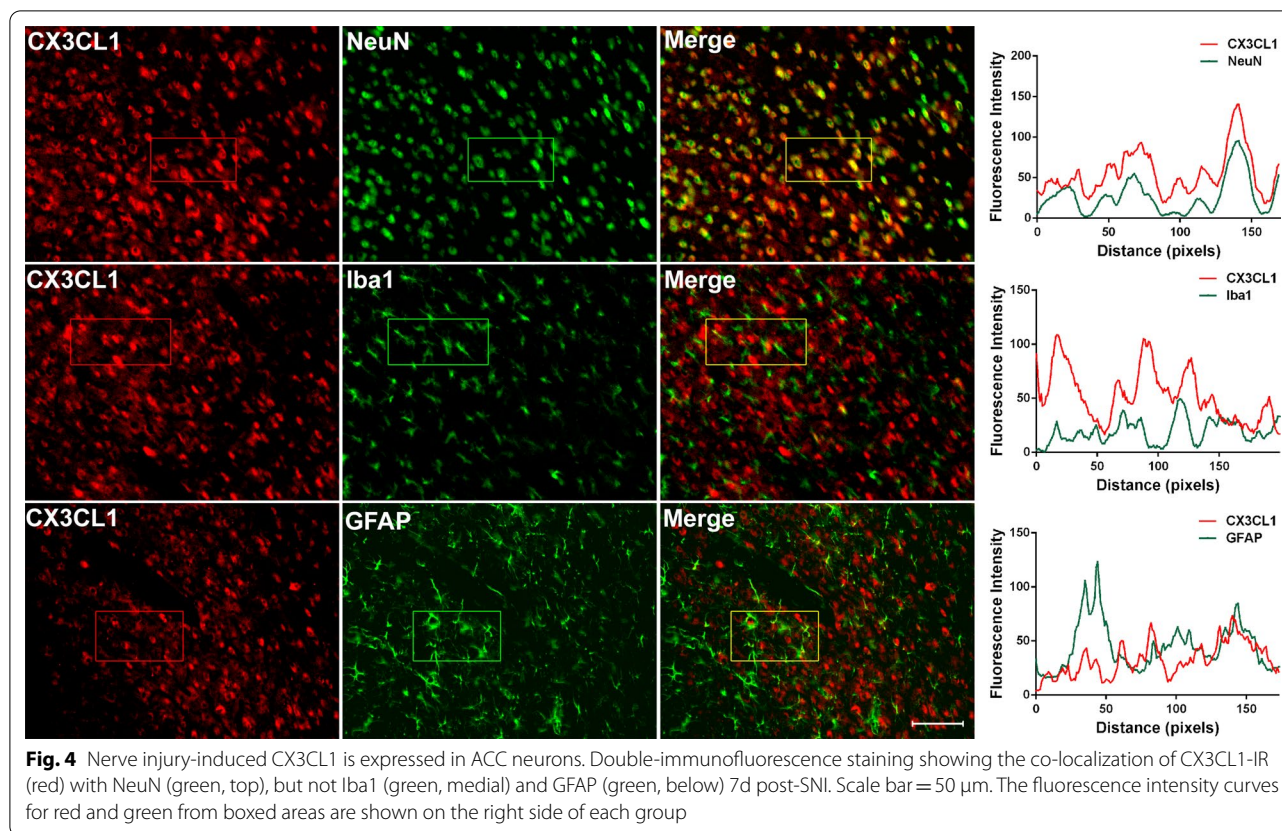 CX3CL1
NeuN
Merge
CX3CL1
NeuN
200
150
100
50
0
0
50
100
150
Fluorescence Intensity
Distance (pixels)
CX3CL1
Iba1
Merge
CX3CL1
Iba1
150
100
50
0
0
50
100
150
Fluorescence Intensity
Distance (pixels)
CX3CL1
GFAP
Merge
CX3CL1
GFAP
150
100
50
0
0
50
100
150
Fluorescence Intensity
Distance (pixels)
Fig. 4 Nerve injury-induced CX3CL1 is expressed in ACC neurons. Double-immunofluorescence staining showing the co-localization of CX3CL1-IR
(red) with NeuN (green, top), but not Iba1 (green, medial) and GFAP (green, below) 7d post-SNI. Scale bar = 50 μm. The fluorescence intensity curves
for red and green from boxed areas are shown on the right side of each group